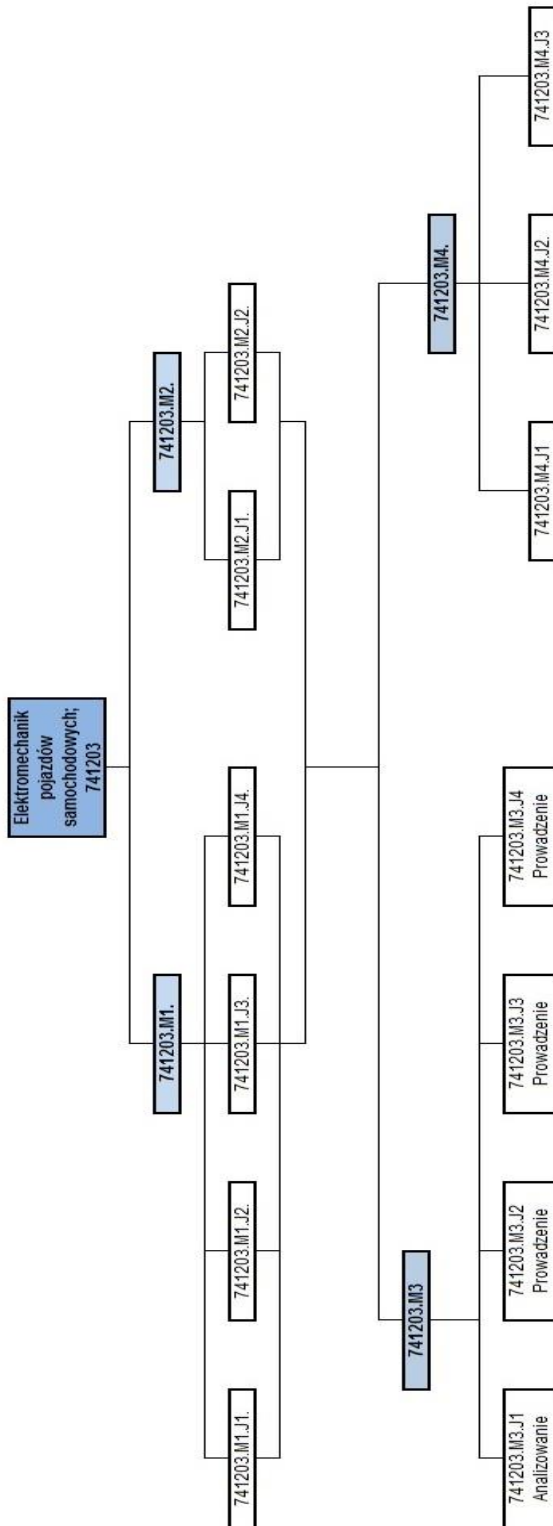 Elektromechanik
pojazdów
samochodowych;
741203
741203.M1.
741203.M2.
741203.M1.J1.
741203.M1.J2.
741203.M1.J3.
741203.M1.J4.
741203.M2.J1.
741203.M2.J2.
741203.M3
741203.M4.
741203.M3.J1
Analizowanie
741203.M3.J2
Prowadzenie
741203.M3.J3
Prowadzenie
741203.M3.J4
Prowadzenie
741203.M4.J1
741203.M4.J2.
741203.M4.J3